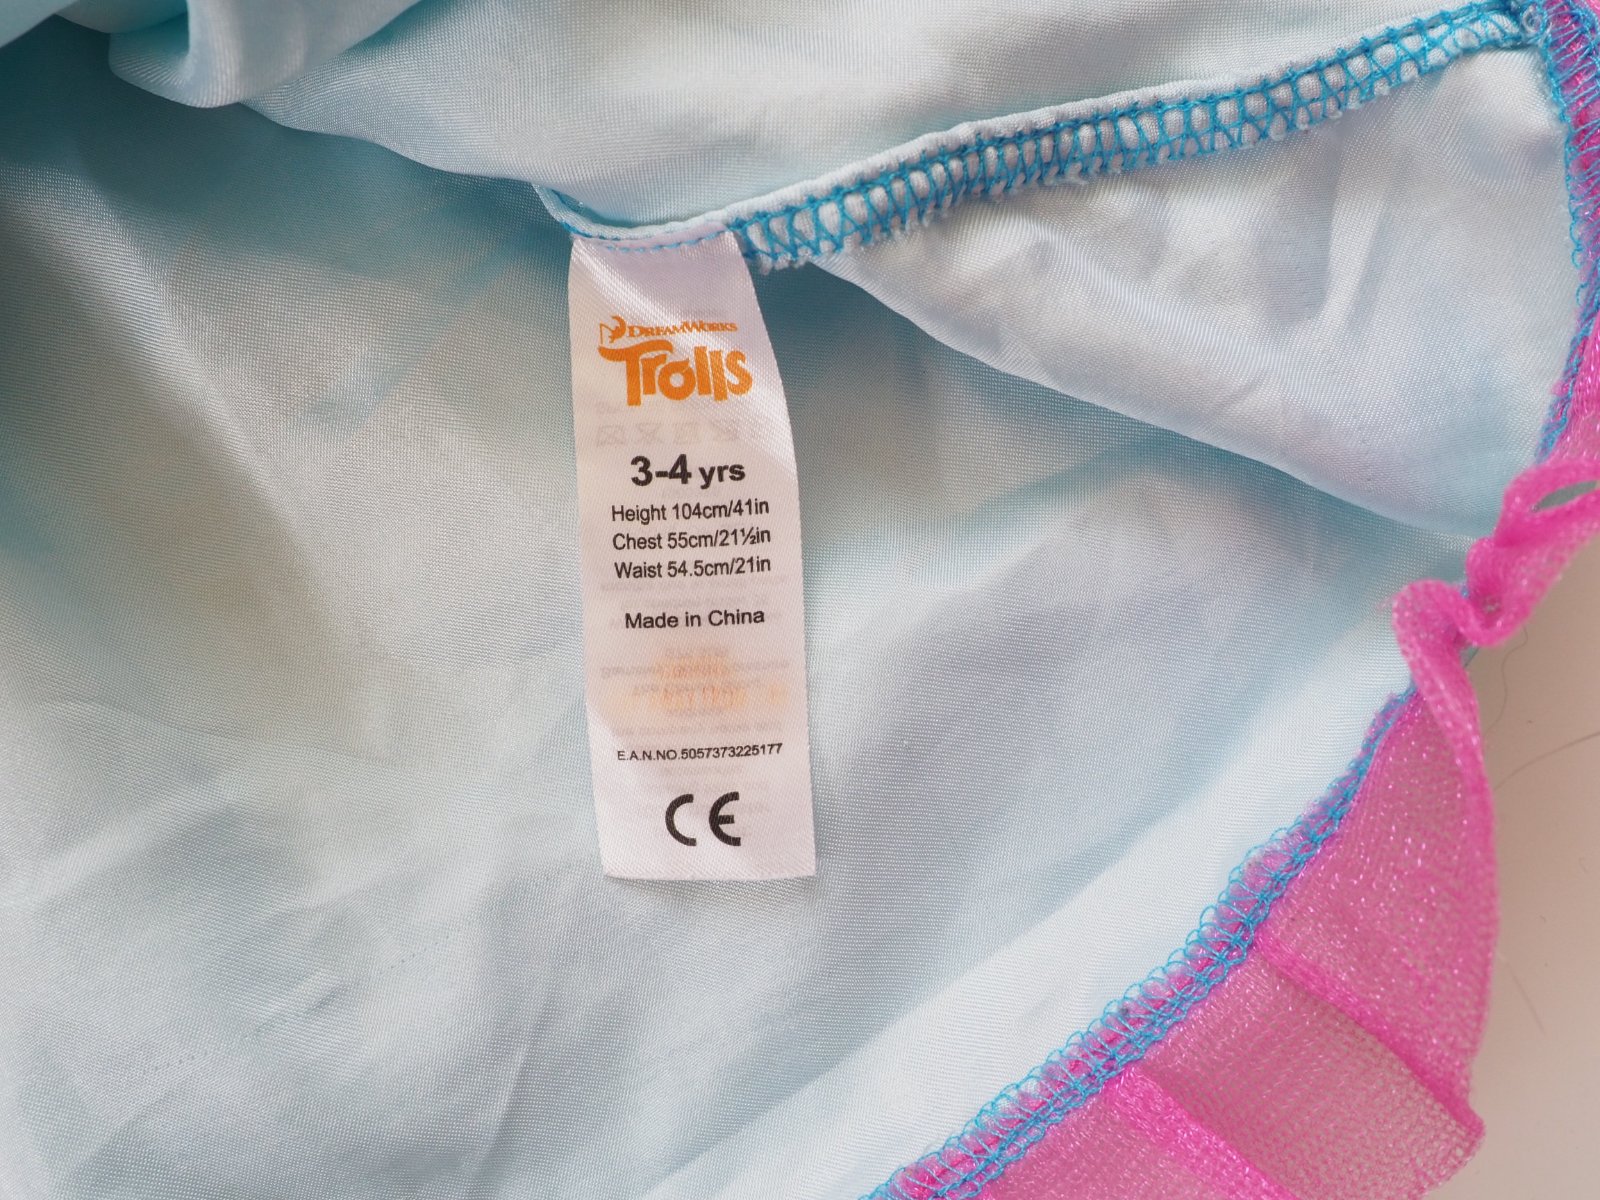 DREAMWORKS
Trolls
3-4 yrs
Height 104cm/41in
Chest 55cm/21½in
Waist 54.5cm/21in
Made in China
E.A.N.NO.5057373225177
CE